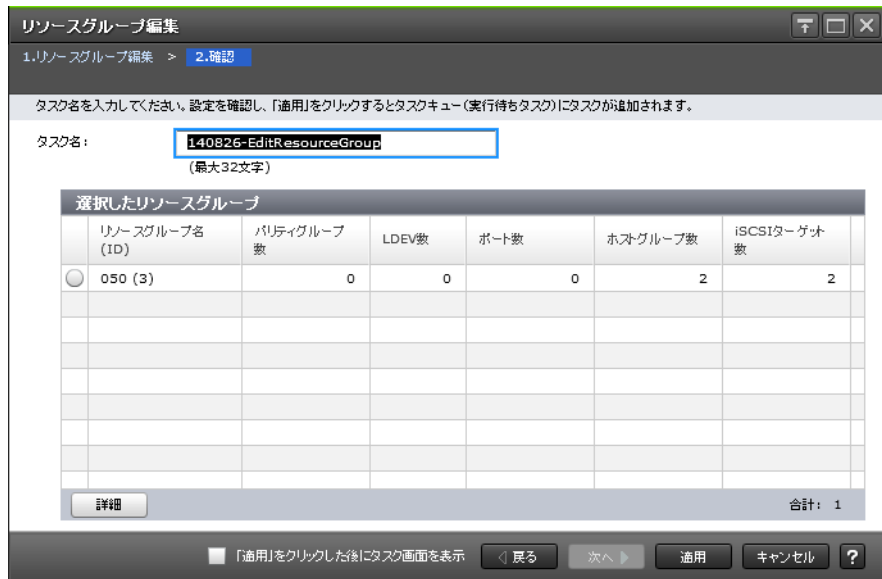 リソースグループ編集
1.リソースグループ編集 > 2.確認
タスク名を入力してください。設定を確認し、「適用」をクリックするとタスクキュー(実行待ちタスク)にタスクが追加されます。
タスク名: 140826-EditResourceGroup
(最大32文字)
選択したリソースグループ
リソースグループ名 (ID) パリティグループ数 LDEV数 ポート数 ホストグループ数 iSCSIターゲット数
050 (3) 0 0 0 2 2
詳細 合計: 1
「適用」をクリックした後にタスク画面を表示 戻る 次へ 適用 キャンセル ?